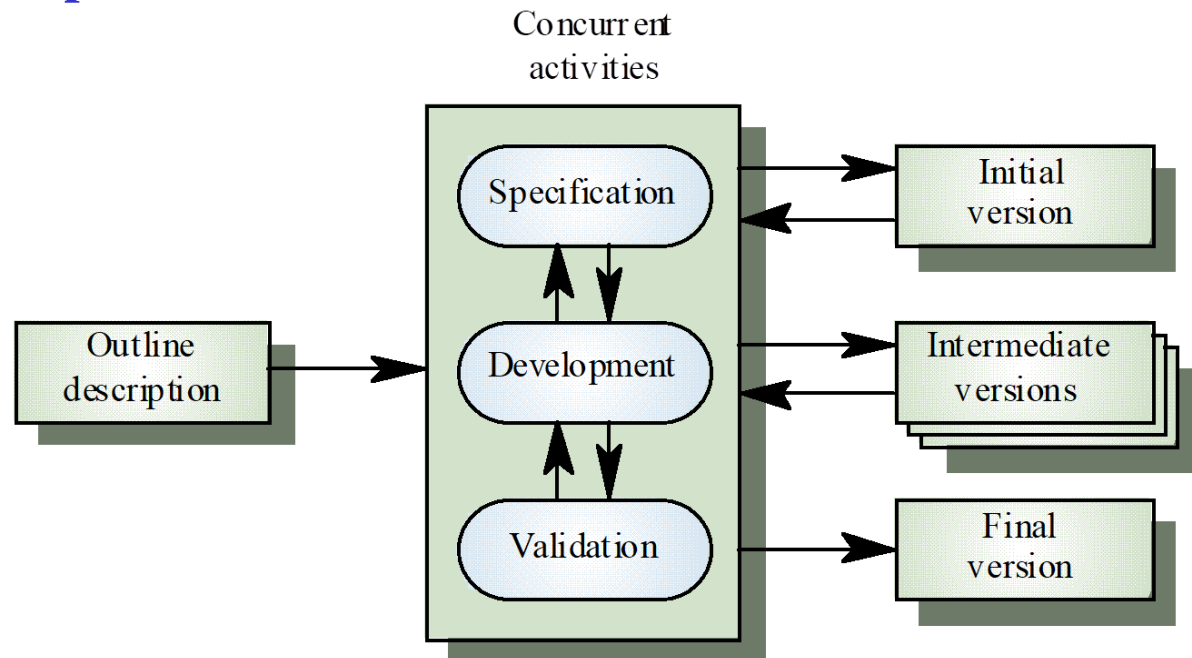 Concurrent
activities
Specification
Initial
version
Outline
description
Development
Intermediate
versions
Validation
Final
version